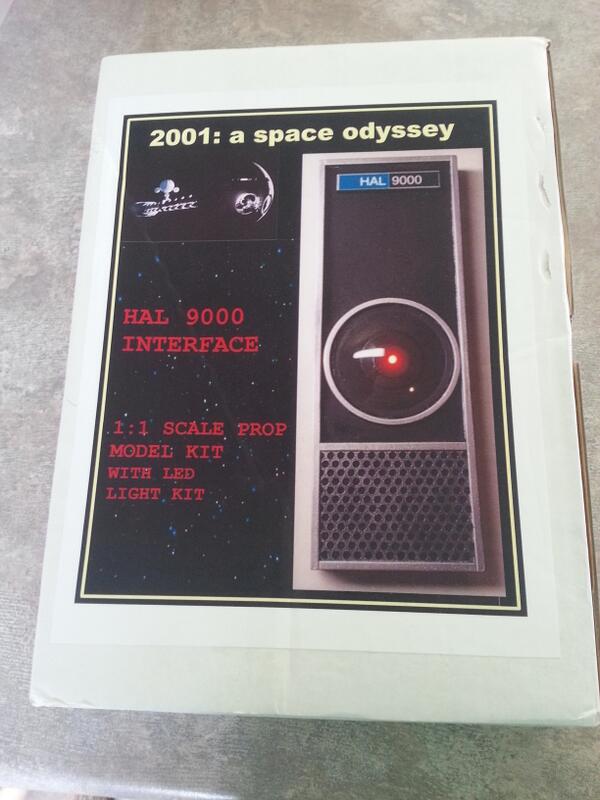 2001: a space odyssey
HAL 9000
HAL 9000
INTERFACE
1:1 SCALE PROP
MODEL KIT
WITH LED
LIGHT KIT